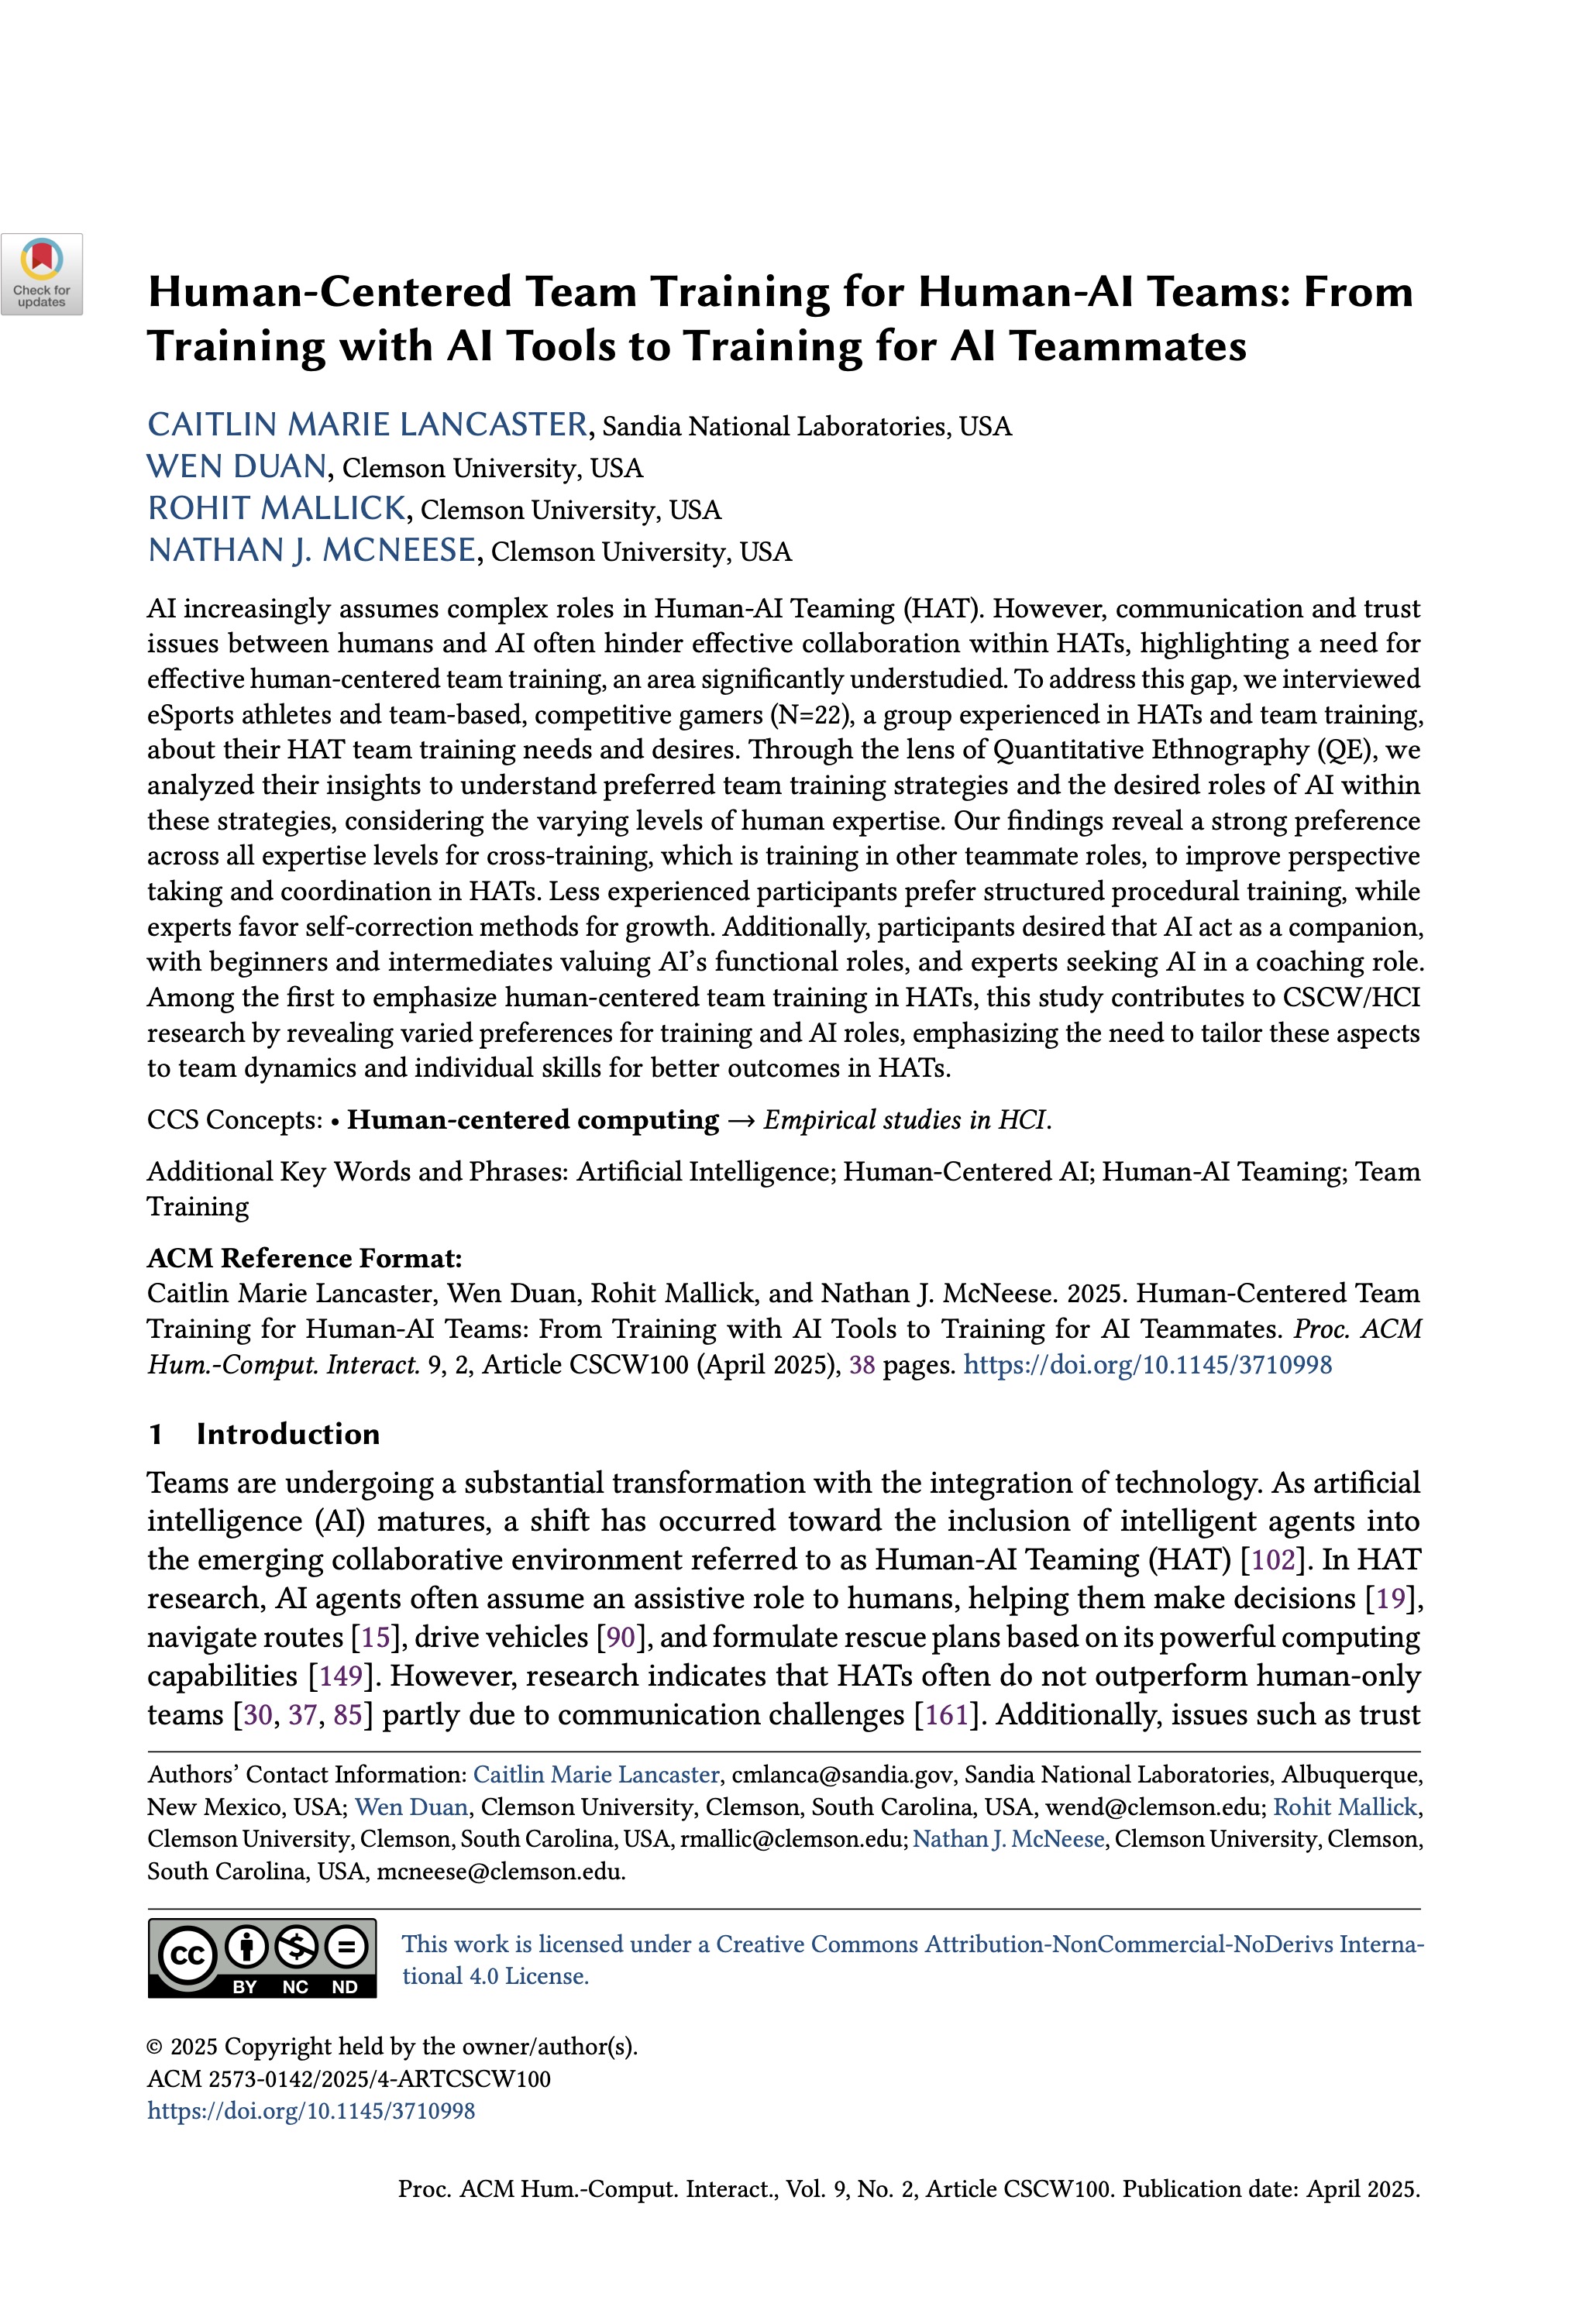 Check for
updates
Human-Centered Team Training for Human-AI Teams: From
Training with AI Tools to Training for AI Teammates
CAITLIN MARIE LANCASTER, Sandia National Laboratories, USA
WEN DUAN, Clemson University, USA
ROHIT MALLICK, Clemson University, USA
NATHAN J. MCNEESE, Clemson University, USA
AI increasingly assumes complex roles in Human-AI Teaming (HAT). However, communication and trust
issues between humans and AI often hinder effective collaboration within HATs, highlighting a need for
effective human-centered team training, an area significantly understudied. To address this gap, we interviewed
eSports athletes and team-based, competitive gamers (N=22), a group experienced in HATs and team training,
about their HAT team training needs and desires. Through the lens of Quantitative Ethnography (QE), we
analyzed their insights to understand preferred team training strategies and the desired roles of AI within
these strategies, considering the varying levels of human expertise. Our findings reveal a strong preference
across all expertise levels for cross-training, which is training in other teammate roles, to improve perspective
taking and coordination in HATs. Less experienced participants prefer structured procedural training, while
experts favor self-correction methods for growth. Additionally, participants desired that AI act as a companion,
with beginners and intermediates valuing AI's functional roles, and experts seeking AI in a coaching role.
Among the first to emphasize human-centered team training in HATs, this study contributes to CSCW/HCI
research by revealing varied preferences for training and AI roles, emphasizing the need to tailor these aspects
to team dynamics and individual skills for better outcomes in HATs.
CCS Concepts: • Human-centered computing → Empirical studies in HCI.
Additional Key Words and Phrases: Artificial Intelligence; Human-Centered AI; Human-AI Teaming; Team
Training
ACM Reference Format:
Caitlin Marie Lancaster, Wen Duan, Rohit Mallick, and Nathan J. McNeese. 2025. Human-Centered Team
Training for Human-AI Teams: From Training with AI Tools to Training for AI Teammates. Proc. ACM
Hum.-Comput. Interact. 9, 2, Article CSCW100 (April 2025), 38 pages. https://doi.org/10.1145/3710998
1 Introduction
Teams are undergoing a substantial transformation with the integration of technology. As artificial
intelligence (AI) matures, a shift has occurred toward the inclusion of intelligent agents into
the emerging collaborative environment referred to as Human-AI Teaming (HAT) [102]. In HAT
research, AI agents often assume an assistive role to humans, helping them make decisions [19],
navigate routes [15], drive vehicles [90], and formulate rescue plans based on its powerful computing
capabilities [149]. However, research indicates that HATs often do not outperform human-only
teams [30, 37, 85] partly due to communication challenges [161]. Additionally, issues such as trust
Authors' Contact Information: Caitlin Marie Lancaster, cmlanca@sandia.gov, Sandia National Laboratories, Albuquerque,
New Mexico, USA; Wen Duan, Clemson University, Clemson, South Carolina, USA, wend@clemson.edu; Rohit Mallick,
Clemson University, Clemson, South Carolina, USA, rmallic@clemson.edu; Nathan J. McNeese, Clemson University, Clemson,
South Carolina, USA, mcneese@clemson.edu.
CC BY NC ND
This work is licensed under a Creative Commons Attribution-NonCommercial-NoDerivs Interna-
tional 4.0 License.
© 2025 Copyright held by the owner/author(s).
ACM 2573-0142/2025/4-ARTCSCW100
https://doi.org/10.1145/3710998
Proc. ACM Hum.-Comput. Interact., Vol. 9, No. 2, Article CSCW100. Publication date: April 2025.